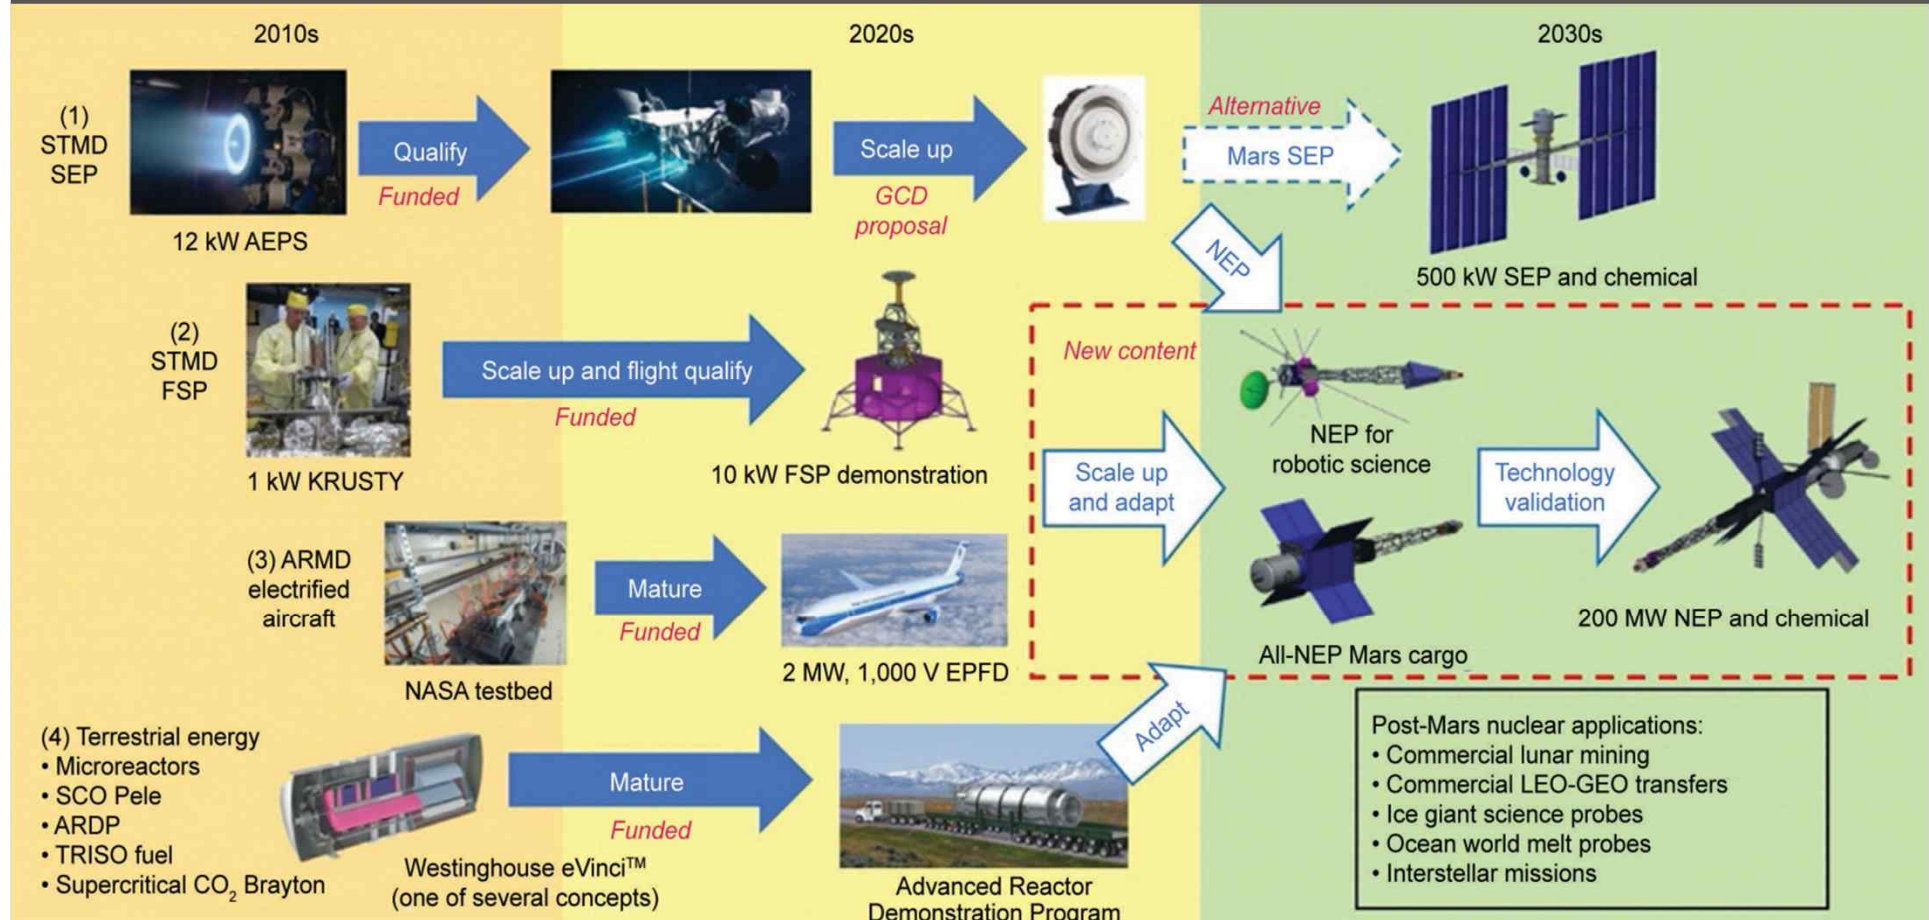 2010s
2020s
2030s
(1)
STMD
SEP
12 kW AEPS
Qualify
Funded
Scale up
GCD
proposal
Alternative
Mars SEP
NEP
500 kW SEP and chemical
(2)
STMD
FSP
1 kW KRUSTY
Scale up and flight qualify
Funded
10 kW FSP demonstration
New content
Scale up
and adapt
NEP for
robotic science
All-NEP Mars cargo
Technology
validation
200 MW NEP and chemical
(3) ARMD
electrified
aircraft
NASA testbed
Mature
Funded
2 MW, 1,000 V EPFD
(4) Terrestrial energy
• Microreactors
• SCO Pele
• ARDP
• TRISO fuel
• Supercritical CO2 Brayton
Westinghouse eVinci™
(one of several concepts)
Mature
Funded
Advanced Reactor
Demonstration Program
Adapt
Post-Mars nuclear applications:
• Commercial lunar mining
• Commercial LEO-GEO transfers
• Ice giant science probes
• Ocean world melt probes
• Interstellar missions